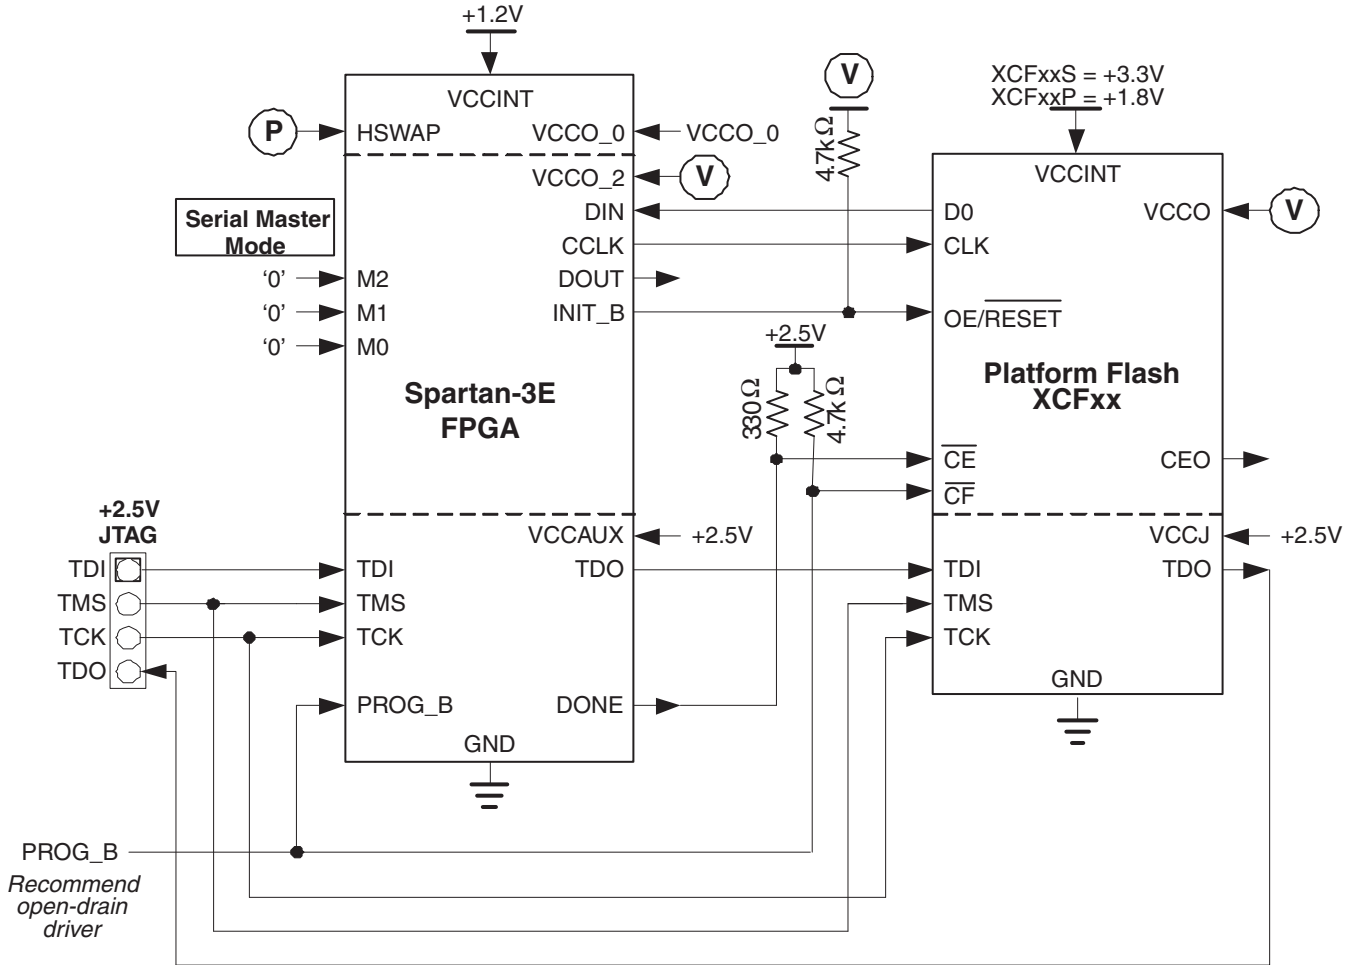 +1.2V
VCCINT
P
HSWAP
VCCO_0
VCCO_0
VCCO_2
V
Serial Master
Mode
DIN
CCLK
DOUT
INIT_B
'0'
M2
'0'
M1
'0'
M0
Spartan-3E
FPGA
V
4.7kΩ
XCFxxS = +3.3V
XCFxxP = +1.8V
VCCINT
D0
VCCO
V
CLK
OE/RESET
+2.5V
330Ω
4.7kΩ
Platform Flash
XCFxx
CE
CEO
CF
+2.5V
JTAG
TDI
TMS
TCK
TDO
VCCAUX
+2.5V
TDI
TDO
TMS
TCK
PROG_B
DONE
GND
VCCJ
+2.5V
TDI
TDO
TMS
TCK
GND
PROG_B
Recommend
open-drain
driver